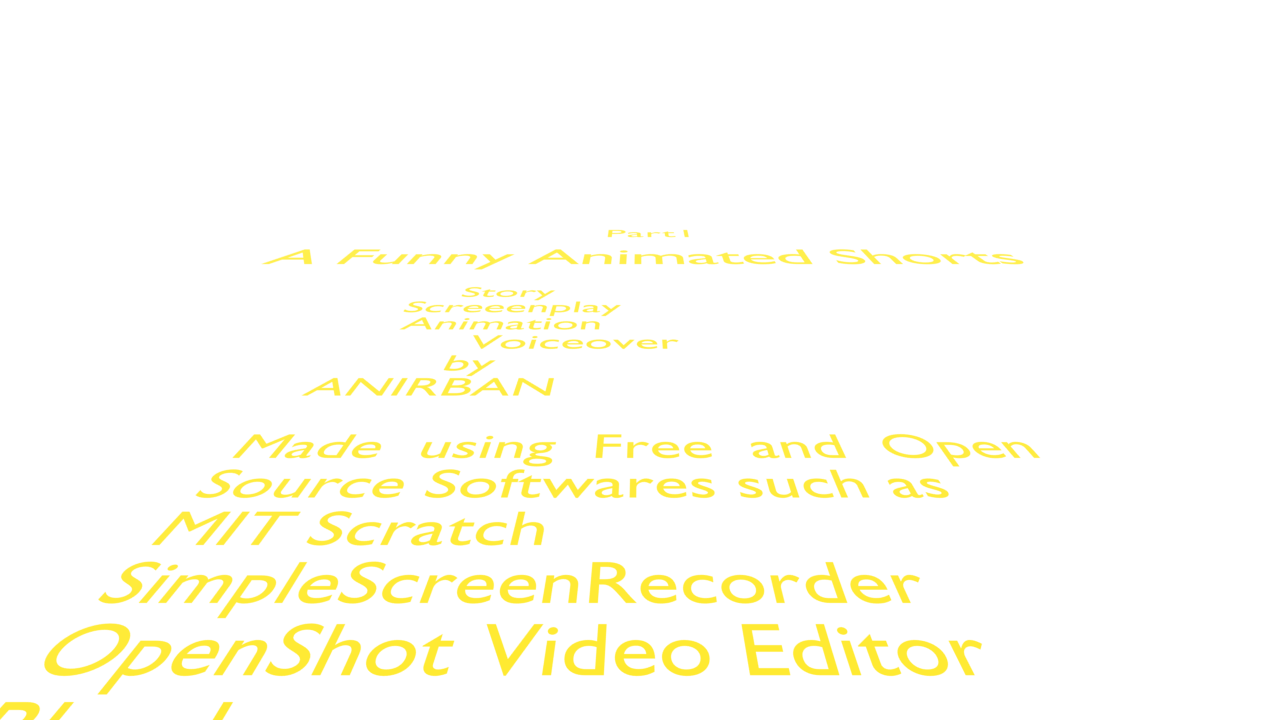 Part1
A Funny Animated Shorts
Story
Screeenplay
Animation
Voiceover
by
ANIRBAN
Made using Free and Open
Source Softwares such as
MIT Scratch
SimpleScreenRecorder
OpenShot Video Editor